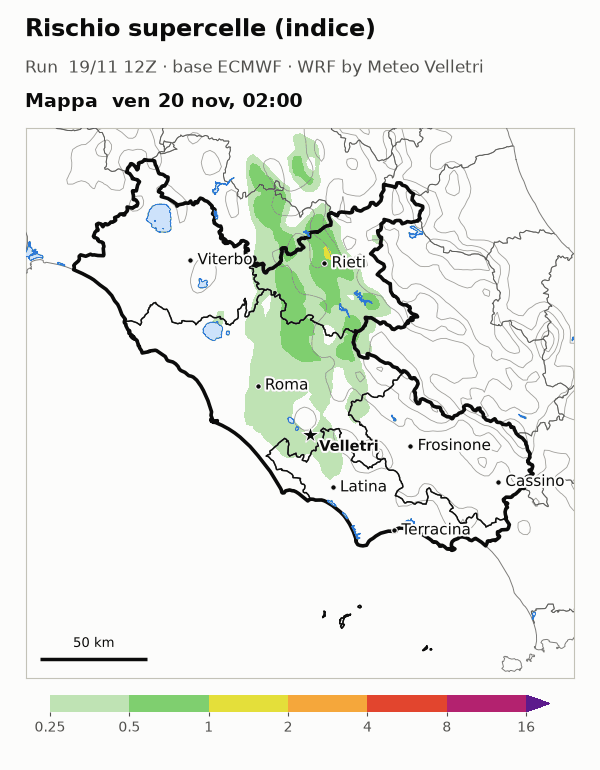 Rischio supercelle (indice)
Run  19/11 12Z · base ECMWF · WRF by Meteo Velletri
Mappa  ven 20 nov, 02:00
Viterbo
Rieti
Roma
Velletri
Frosinone
Latina
Cassino
Terracina
50 km
0.25 0.5 1 2 4 8 16